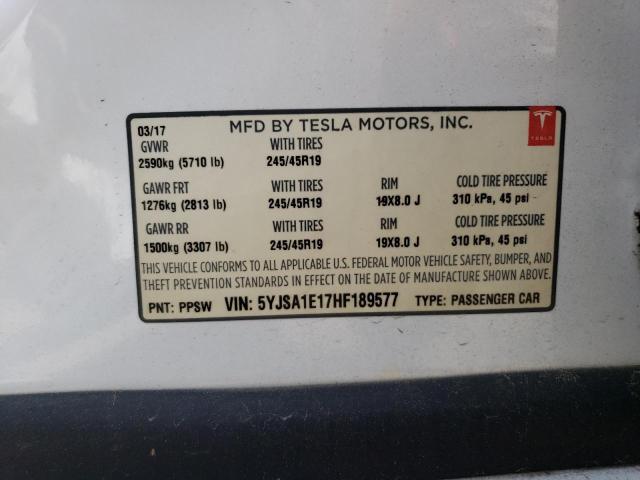 03/17 MFD BY TESLA MOTORS, INC.
TESLA
GVWR WITH TIRES
2590kg (5710 lb) 245/45R19
GAWR FRT WITH TIRES RIM COLD TIRE PRESSURE
1276kg (2813 lb) 245/45R19 19X8.0 J 310 kPa, 45 psi
GAWR RR WITH TIRES RIM COLD TIRE PRESSURE
1500kg (3307 lb) 245/45R19 19X8.0 J 310 kPa, 45 psi
THIS VEHICLE CONFORMS TO ALL APPLICABLE U.S. FEDERAL MOTOR VEHICLE SAFETY, BUMPER, AND
THEFT PREVENTION STANDARDS IN EFFECT ON THE DATE OF MANUFACTURE SHOWN ABOVE.
PNT: PPSW VIN: 5YJSA1E17HF189577 TYPE: PASSENGER CAR